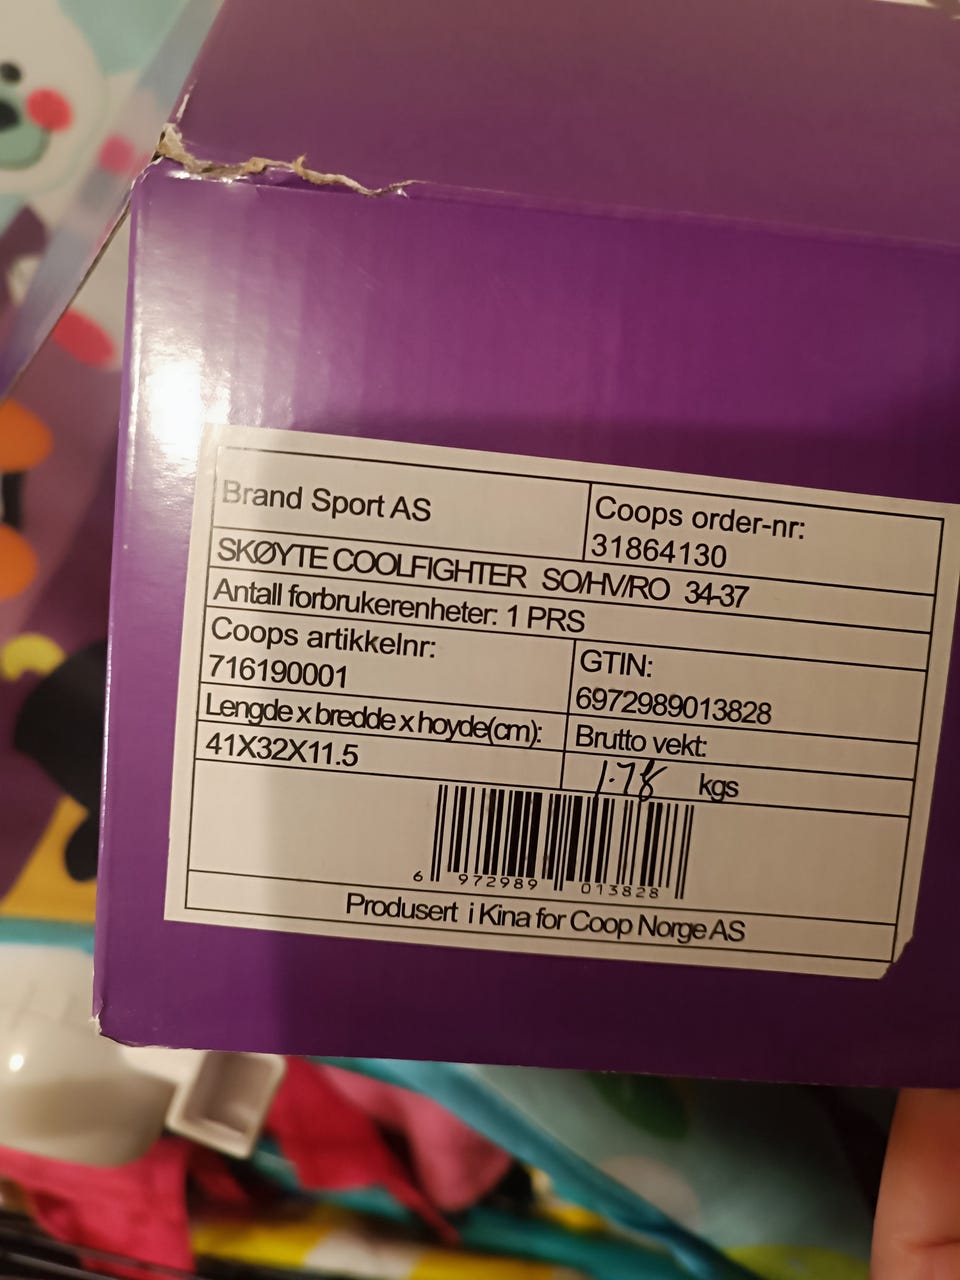 Brand Sport AS
Coops order-nr:
31864130
SKØYTE COOLFIGHTER SO/HV/RO 34-37
Antall forbrukerenheter: 1 PRS
Coops artikkelnr:
716190001
GTIN:
6972989013828
Lengde x bredde x hoyde(cm):
41X32X11.5
Brutto vekt:
1.78 kgs
6 972989 013828
Produsert i Kina for Coop Norge AS